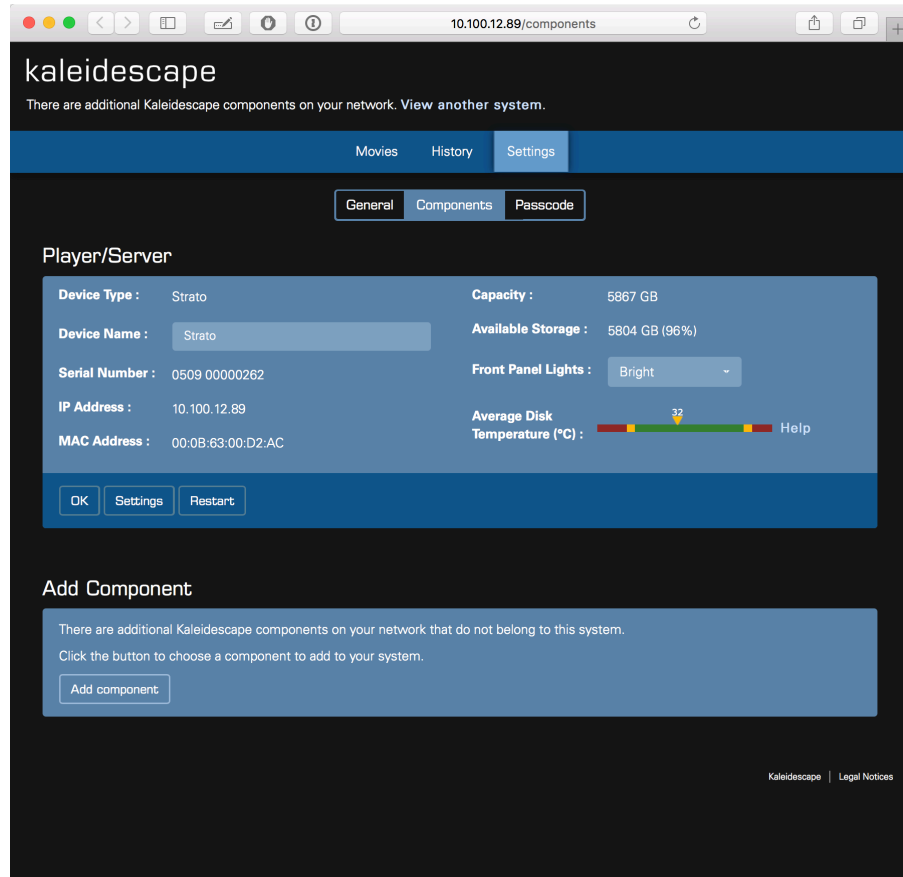 10.100.12.89/components
kaleidescape
There are additional Kaleidescape components on your network. View another system.
Movies History Settings
General Components Passcode
Player/Server
Device Type : Strato
Device Name : Strato
Serial Number : 0509 00000262
IP Address : 10.100.12.89
MAC Address : 00:0B:63:00:D2:AC
Capacity : 5867 GB
Available Storage : 5804 GB (96%)
Front Panel Lights : Bright
32
Average Disk
Temperature (°C) : Help
OK Settings Restart
Add Component
There are additional Kaleidescape components on your network that do not belong to this system.
Click the button to choose a component to add to your system.
Add component
Kaleidescape | Legal Notices